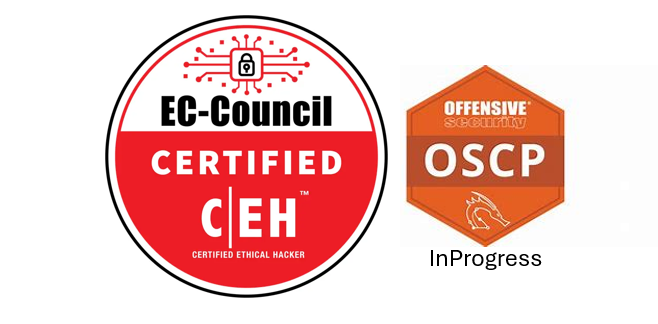 EC-Council
CERTIFIED
C|EH™
CERTIFIED ETHICAL HACKER
OFFENSIVE®
security
OSCP
InProgress